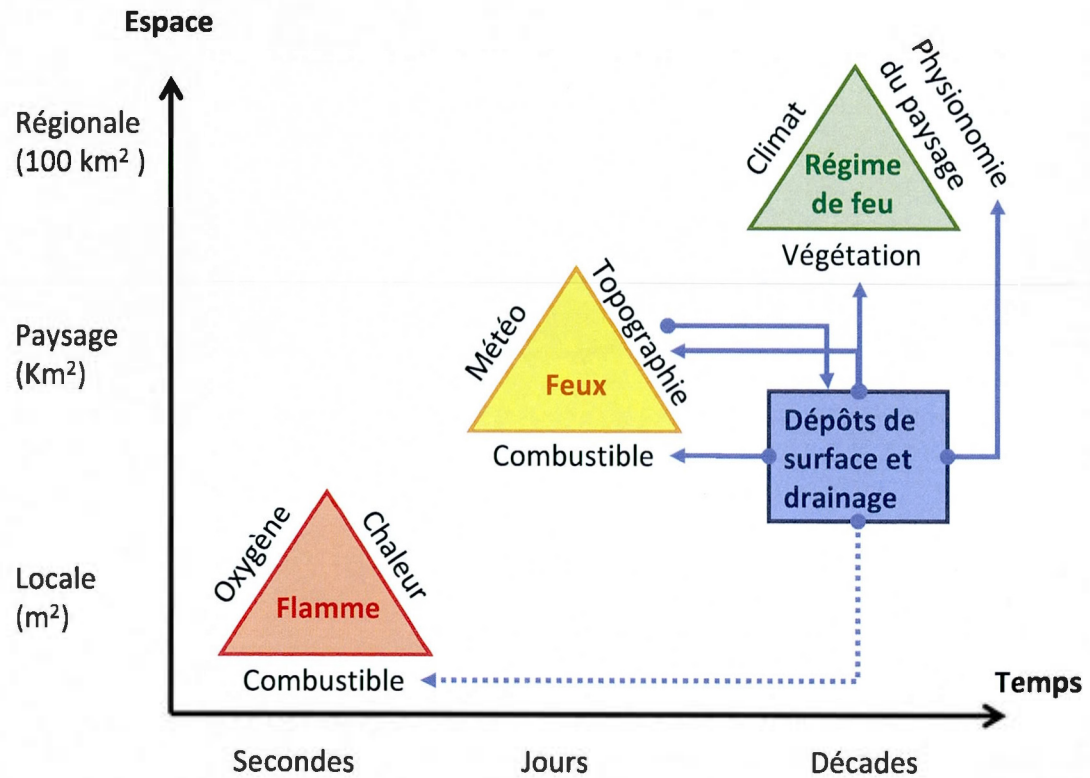 Espace
Régionale
(100 km²)
Climat
Physionomie
du paysage
Régime
de feu
Végétation
Paysage
(Km²)
Météo
Topographie
Feux
Combustible
Dépôts de
surface et
drainage
Locale
(m²)
Oxygène
Chaleur
Flamme
Combustible
Temps
Secondes
Jours
Décades